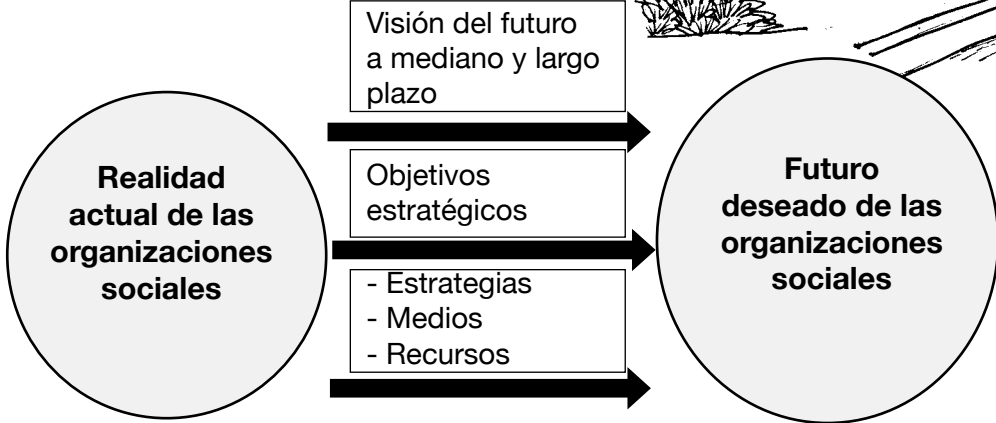 Visión del futuro
a mediano y largo
plazo
Realidad
actual de las
organizaciones
sociales
Objetivos
estratégicos
- Estrategias
- Medios
- Recursos
Futuro
deseado de las
organizaciones
sociales